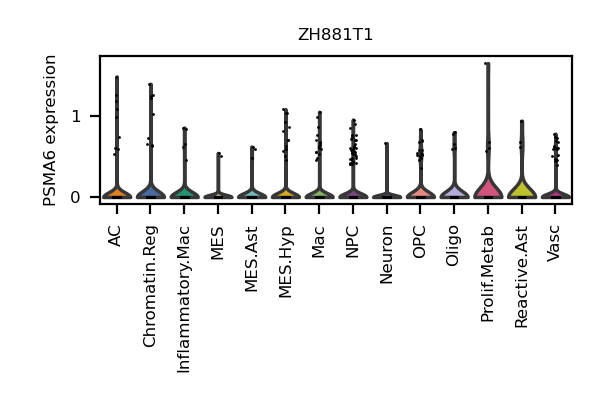 ZH881T1
PSMA6 expression
1
0
AC
Chromatin.Reg
Inflammatory.Mac
MES
MES.Ast
MES.Hyp
Mac
NPC
Neuron
OPC
Oligo
Prolif.Metab
Reactive.Ast
Vasc